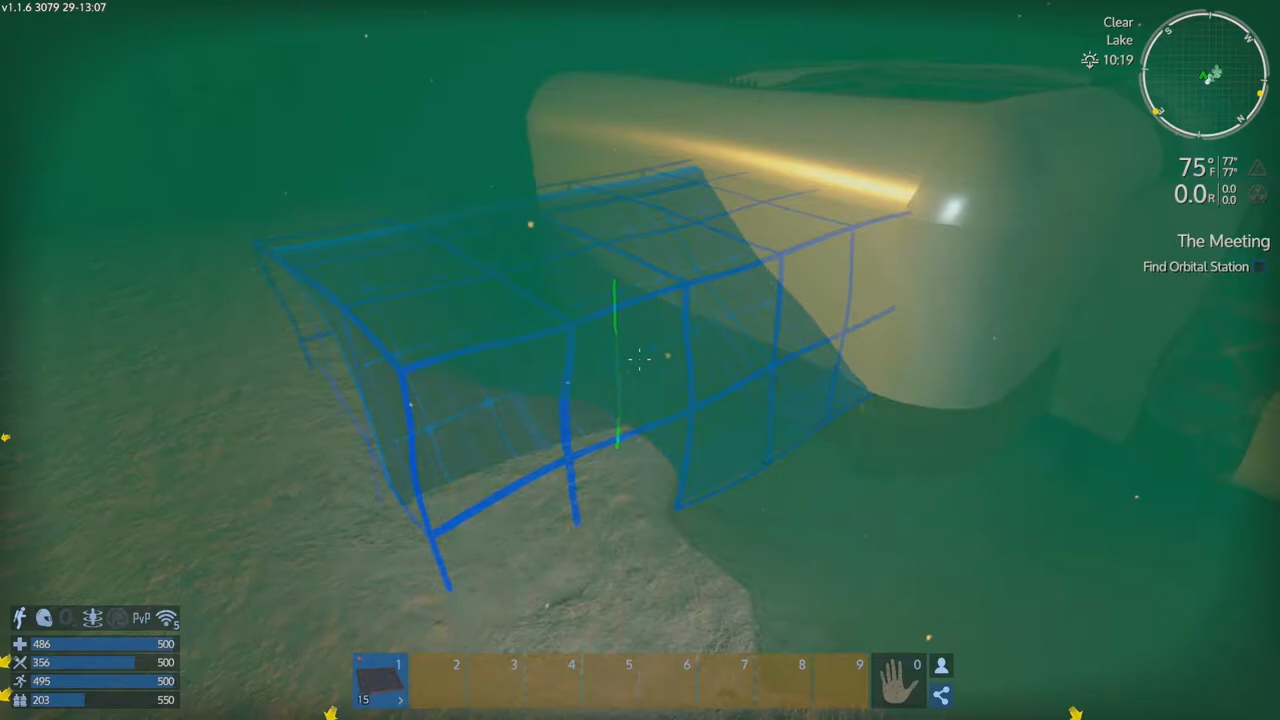 v1.1.6 3079 29-13:07
Clear
Lake
10:19
S
W
N
75°F 77°
77°
0.0R 0.0
0.0
The Meeting
Find Orbital Station
PvP
5
486 500
356 500
495 500
203 550
1 2 3 4 5 6 7 8 9 0
15